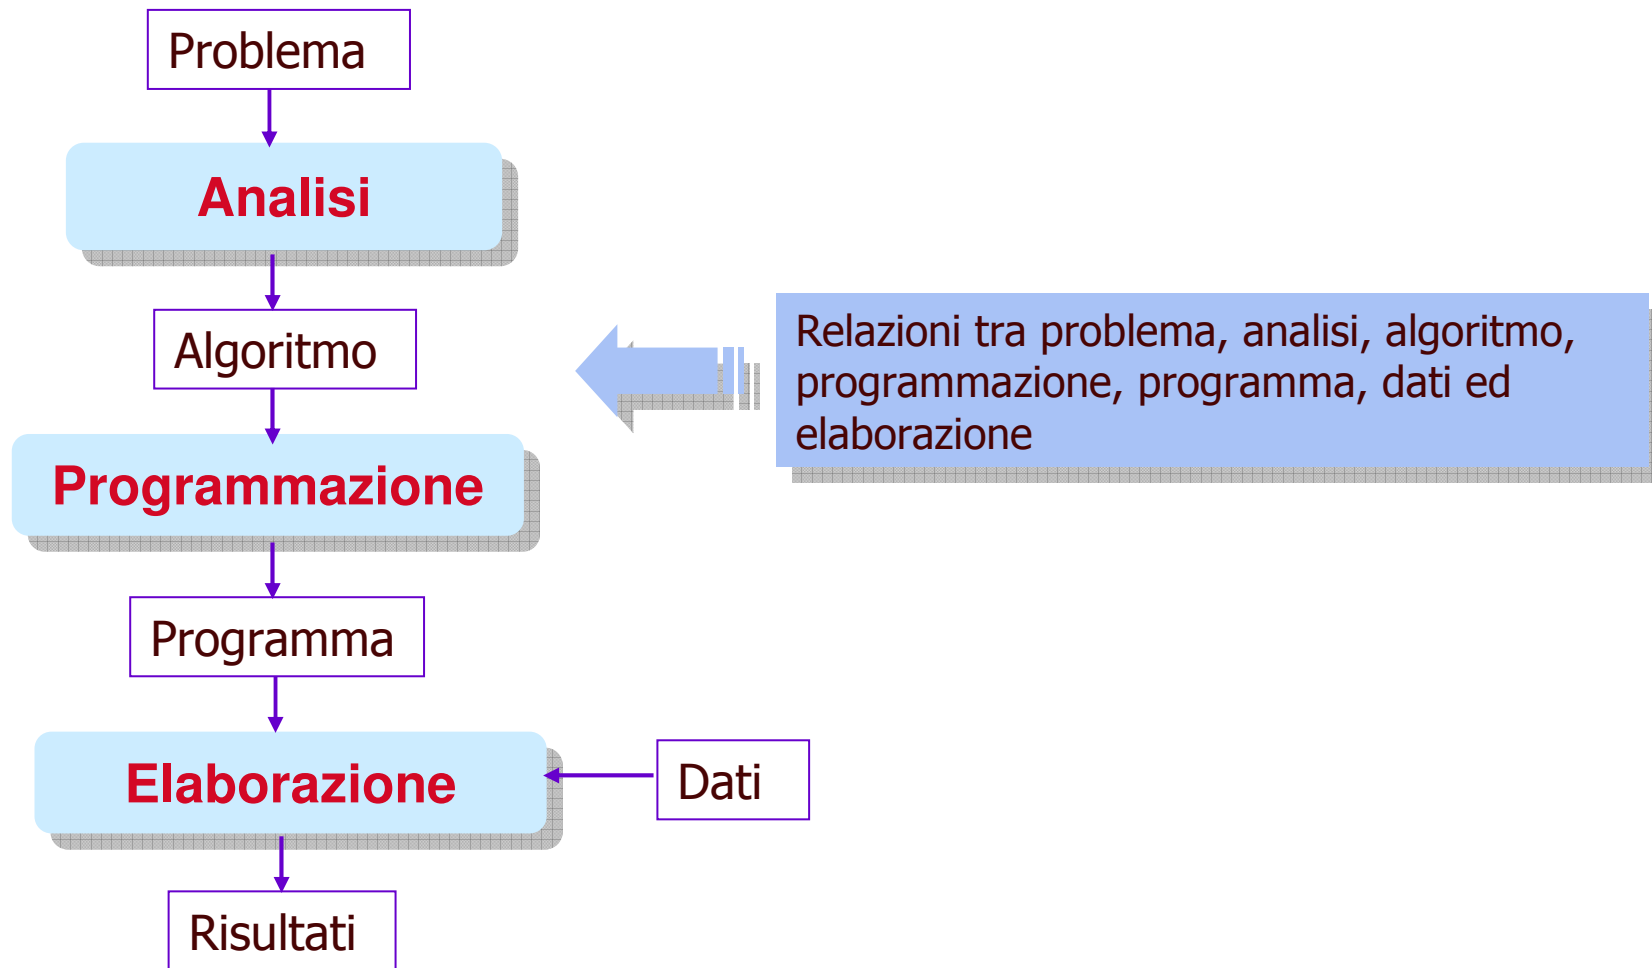 Problema
Analisi
Algoritmo
Relazioni tra problema, analisi, algoritmo,
programmazione, programma, dati ed
elaborazione
Programmazione
Programma
Elaborazione
Dati
Risultati